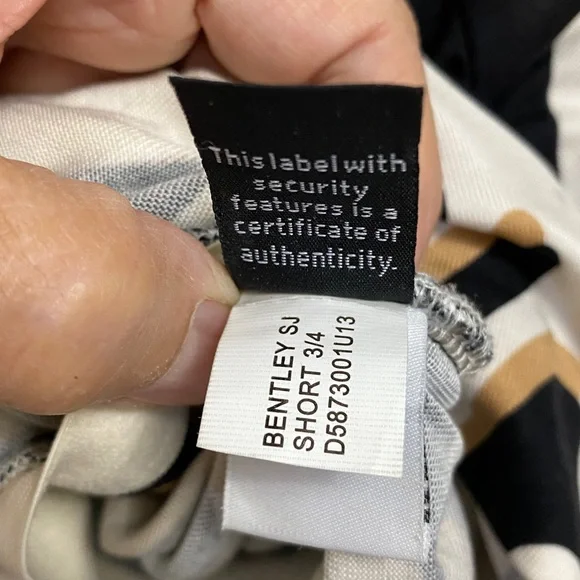 This label with
security
features is a
certificate of
authenticity.
BENTLEY SJ
SHORT 3/4
D5873001U13